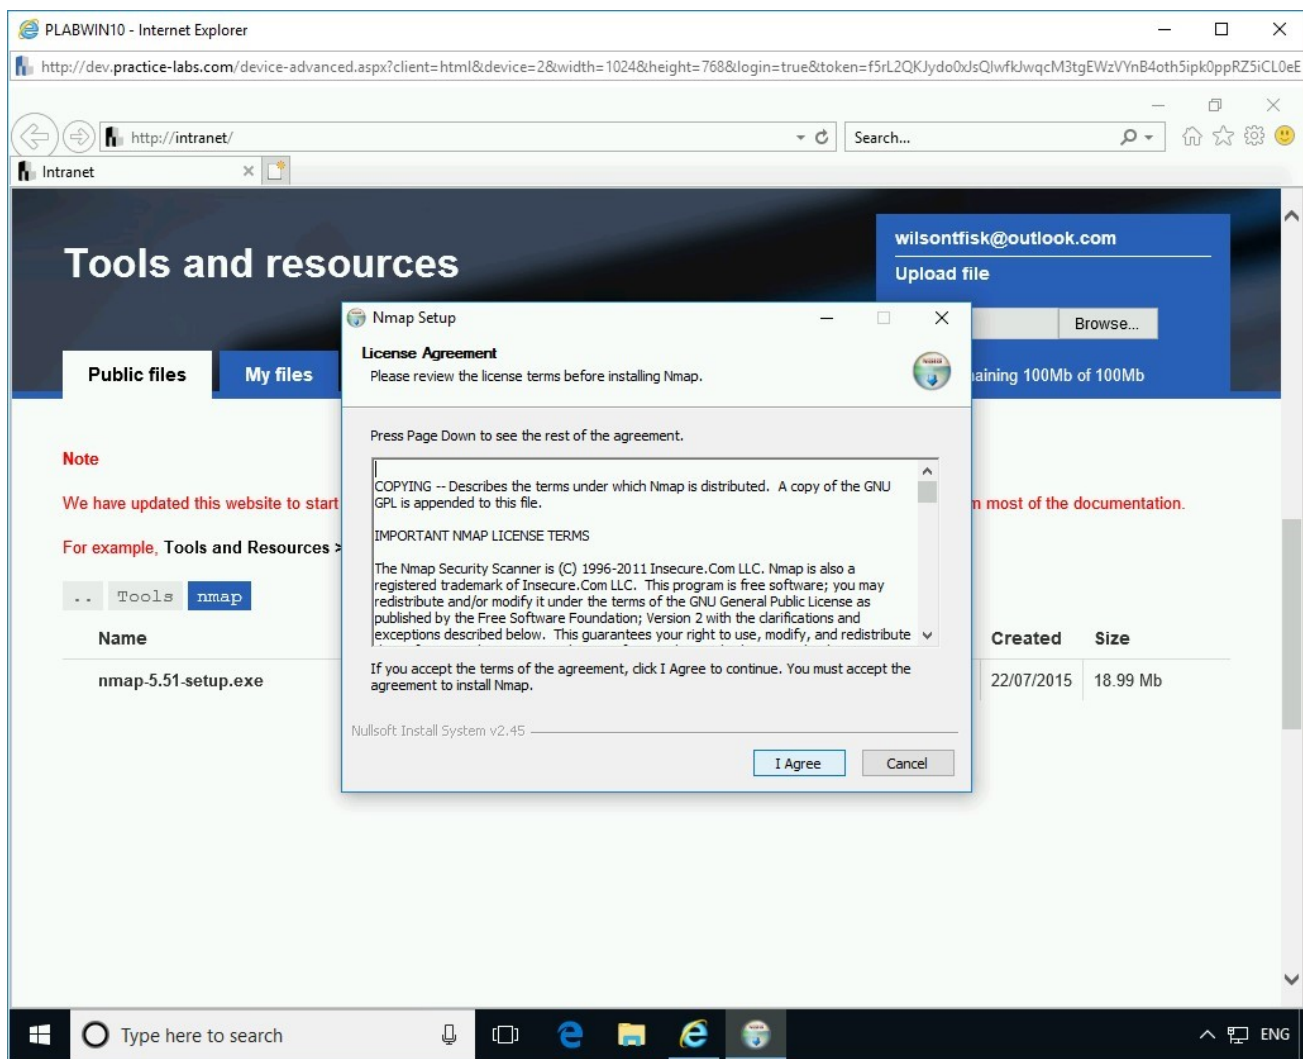 PLABWIN10 - Internet Explorer
http://dev.practice-labs.com/device-advanced.aspx?client=html&device=2&width=1024&height=768&login=true&token=
http://intranet/
Search...
Intranet
Tools and resources
wilsontfisk@outlook.com
Upload file
Browse...
aining 100Mb of 100Mb
Public files
My files
Nmap Setup
License Agreement
Please review the license terms before installing Nmap.
Press Page Down to see the rest of the agreement.
COPYING -- Describes the terms under which Nmap is distributed. A copy of the GNU
GPL is appended to this file.
IMPORTANT NMAP LICENSE TERMS
The Nmap Security Scanner is (C) 1996-2011 Insecure.Com LLC. Nmap is also a
registered trademark of Insecure.Com LLC. This program is free software; you may
redistribute and/or modify it under the terms of the GNU General Public License as
published by the Free Software Foundation; Version 2 with the clarifications and
exceptions described below. This guarantees your right to use, modify, and redistribute
If you accept the terms of the agreement, click I Agree to continue. You must accept the
agreement to install Nmap.
Nullsoft Install System v2.45
I Agree
Cancel
Note
We have updated this website to start
n most of the documentation.
For example, Tools and Resources >
.. Tools nmap
Name Created Size
nmap-5.51-setup.exe 22/07/2015 18.99 Mb
Type here to search
ENG